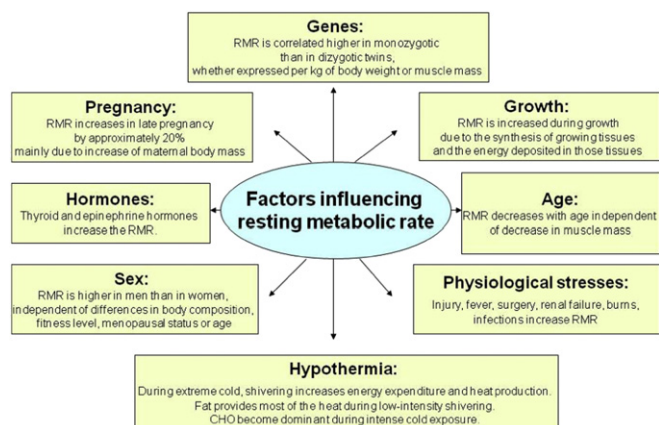 Genes:
RMR is correlated higher in monozygotic
than in dizygotic twins,
whether expressed per kg of body weight or muscle mass
Pregnancy:
RMR increases in late pregnancy
by approximately 20%
mainly due to increase of maternal body mass
Growth:
RMR is increased during growth
due to the synthesis of growing tissues
and the energy deposited in those tissues
Hormones:
Thyroid and epinephrine hormones
increase the RMR.
Factors influencing
resting metabolic rate
Age:
RMR decreases with age independent
of decrease in muscle mass
Sex:
RMR is higher in men than in women,
independent of differences in body composition,
fitness level, menopausal status or age
Physiological stresses:
Injury, fever, surgery, renal failure, burns,
infections increase RMR
Hypothermia:
During extreme cold, shivering increases energy expenditure and heat production.
Fat provides most of the heat during low-intensity shivering.
CHO become dominant during intense cold exposure.